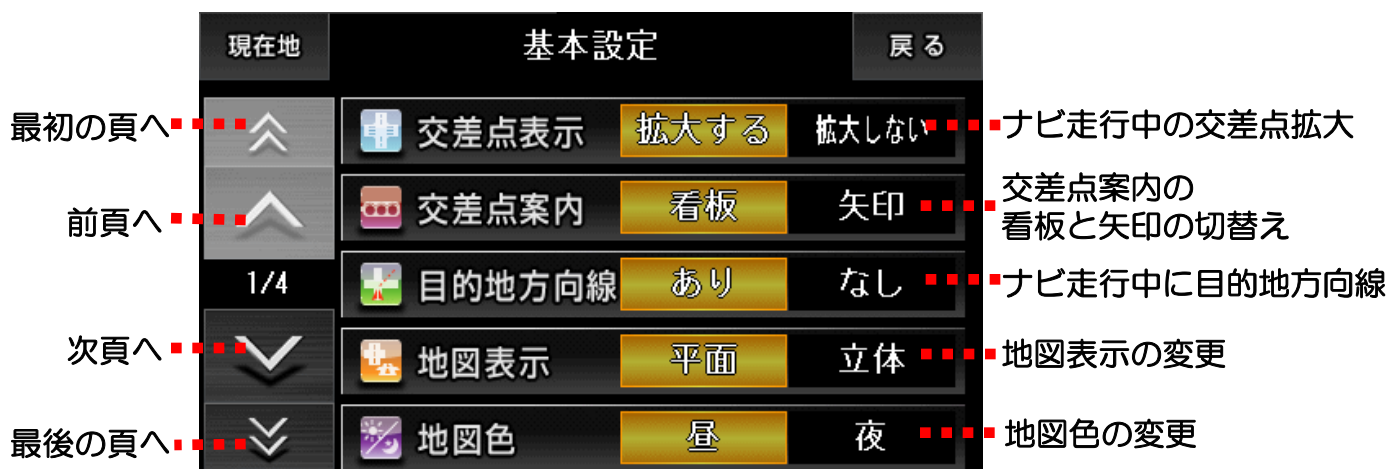 現在地 基本設定 戻る
最初の頁へ 交差点表示 拡大する 拡大しない ナビ走行中の交差点拡大
前頁へ 交差点案内 看板 矢印 交差点案内の
看板と矢印の切替え
1/4 目的地方向線 あり なし ナビ走行中に目的地方向線
次頁へ 地図表示 平面 立体 地図表示の変更
最後の頁へ 地図色 昼 夜 地図色の変更